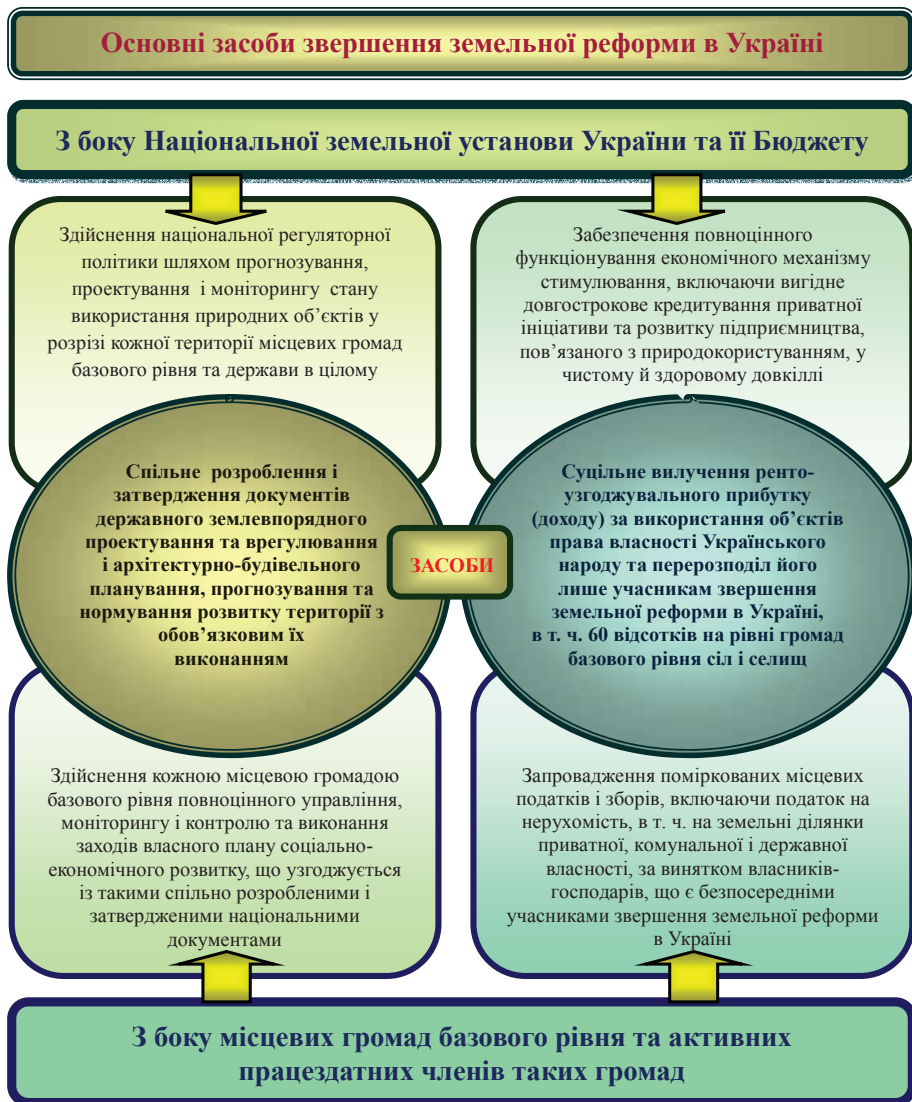 Основні засоби звершення земельної реформи в Україні
З боку Національної земельної установи України та її Бюджету
Здійснення національної регуляторної
політики шляхом прогнозування,
проектування і моніторингу стану
використання природних об’єктів у
розрізі кожної території місцевих громад
базового рівня та держави в цілому
Забезпечення повноцінного
функціонування економічного механізму
стимулювання, включаючи вигідне
довгострокове кредитування приватної
ініціативи та розвитку підприємництва,
пов’язаного з природокористуванням, у
чистому й здоровому довкіллі
Спільне розроблення і
затвердження документів
державного землевпорядного
проектування та врегулювання
і архітектурно-будівельного
планування, прогнозування та
нормування розвитку території з
обов’язковим їх
виконанням
ЗАСОБИ
Суцільне вилучення ренто-
узгоджувального прибутку
(доходу) за використання об’єктів
права власності Українського
народу та перерозподіл його
лише учасникам звершення
земельної реформи в Україні,
в т. ч. 60 відсотків на рівні громад
базового рівня сіл і селищ
Здійснення кожною місцевою громадою
базового рівня повноцінного управління,
моніторингу і контролю та виконання
заходів власного плану соціально-
економічного розвитку, що узгоджується
із такими спільно розробленими і
затвердженими національними
документами
Запровадження поміркованих місцевих
податків і зборів, включаючи податок на
нерухомість, в т. ч. на земельні ділянки
приватної, комунальної і державної
власності, за винятком власників-
господарів, що є безпосередніми
учасниками звершення земельної реформи
в Україні
З боку місцевих громад базового рівня та активних
працездатних членів таких громад